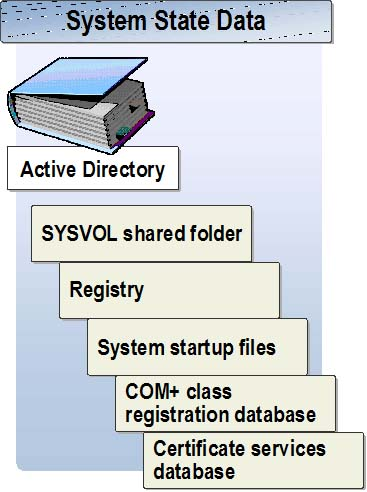 System State Data
Active Directory
SYSVOL shared folder
Registry
System startup files
COM+ class
registration database
Certificate services
database